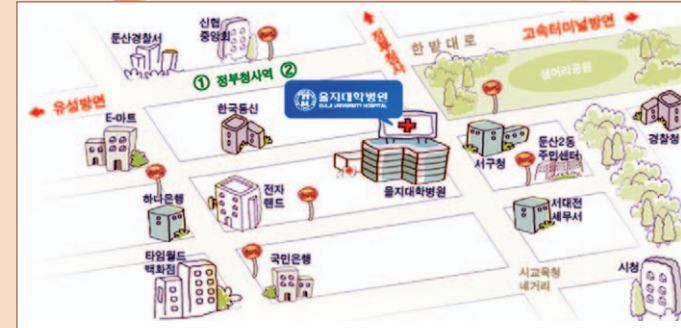 신협
중앙회
둔산경찰서
정부청사
한 밭 대 로
고속터미널방면
① 정부청사역 ②
샘머리공원
유성방면
E-마트
한국통신
을지대학병원
EULJI UNIVERSITY HOSPITAL
경찰청
서구청
둔산2동
주민센터
하나은행
전자
랜드
을지대학병원
서대전
세무서
타임월드
백화점
국민은행
시교육청
네거리
시청